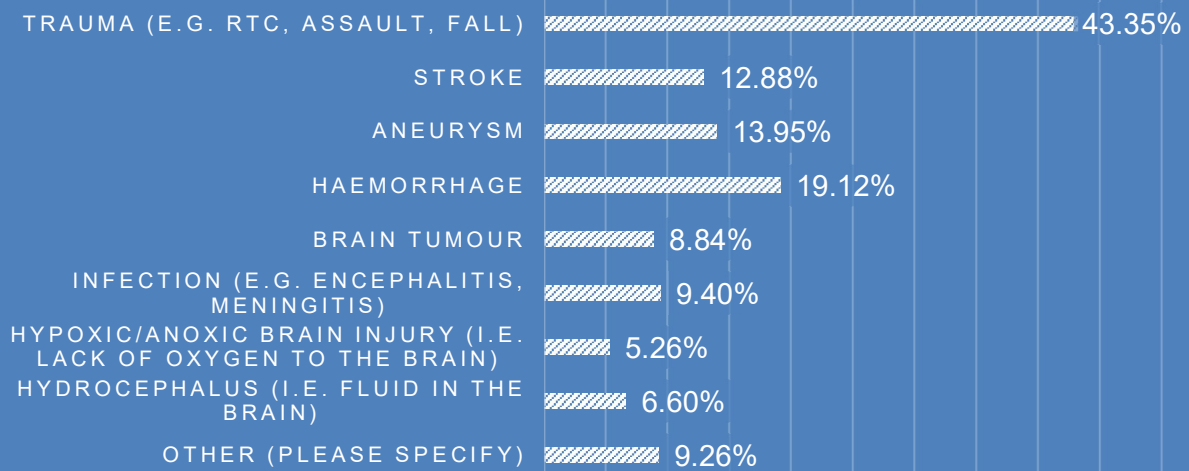 TRAUMA (E.G. RTC, ASSAULT, FALL) 43.35%
STROKE 12.88%
ANEURYSM 13.95%
HAEMORRHAGE 19.12%
BRAIN TUMOUR 8.84%
INFECTION (E.G. ENCEPHALITIS,
MENINGITIS) 9.40%
HYPOXIC/ANOXIC BRAIN INJURY (I.E.
LACK OF OXYGEN TO THE BRAIN) 5.26%
HYDROCEPHALUS (I.E. FLUID IN THE
BRAIN) 6.60%
OTHER (PLEASE SPECIFY) 9.26%